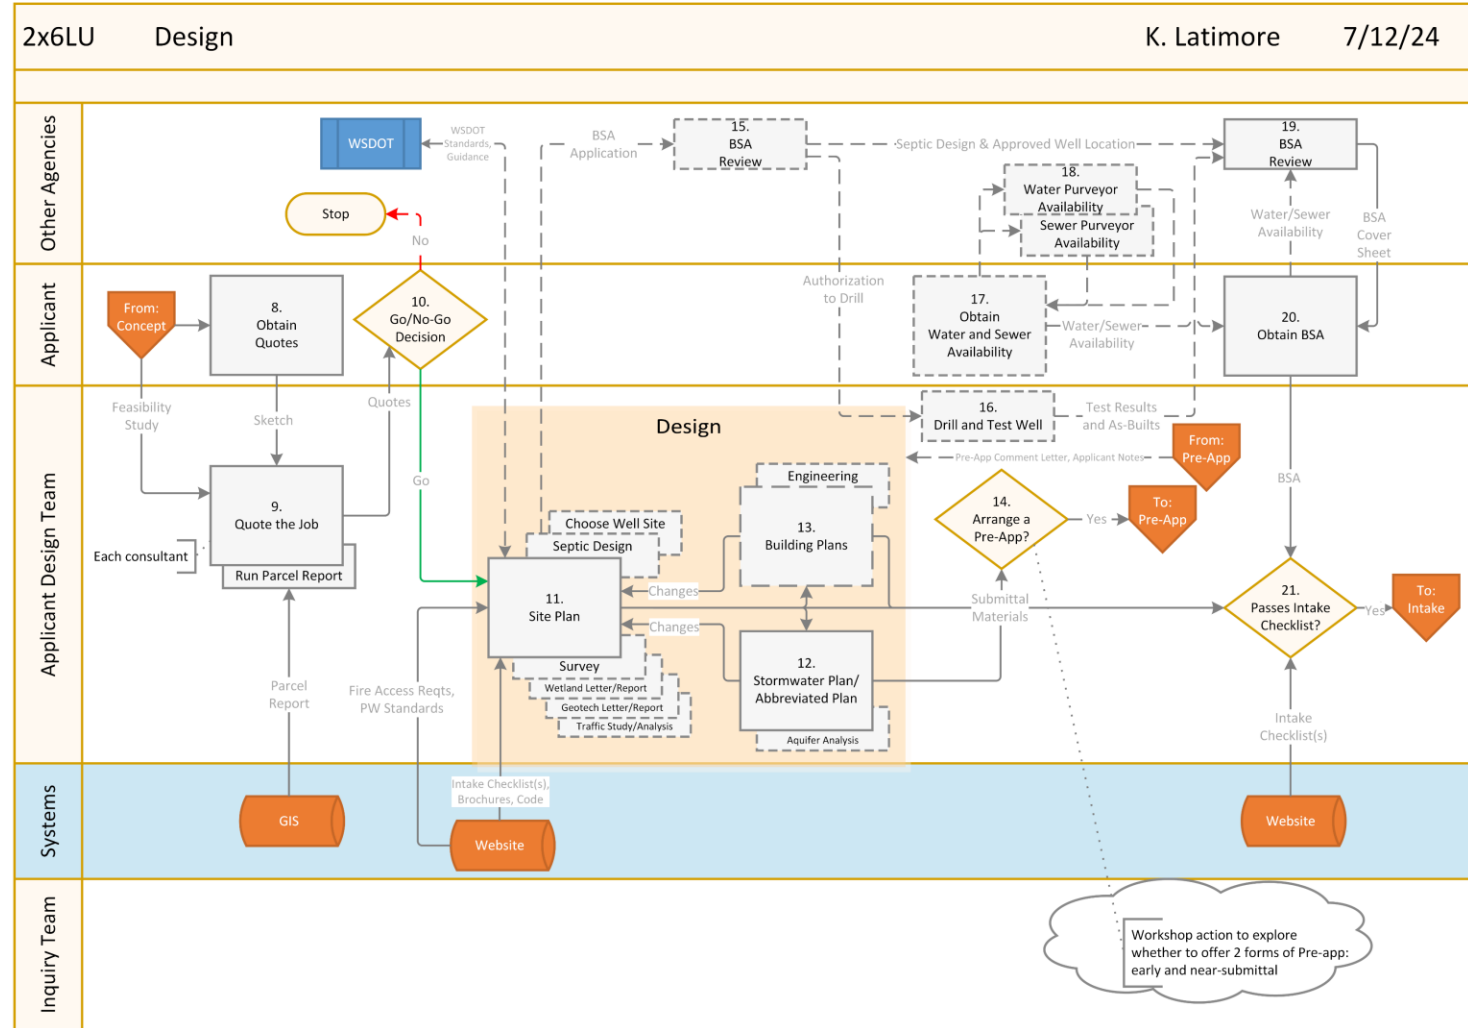 2x6LU Design K. Latimore 7/12/24
Other Agencies
WSDOT
WSDOT
Standards,
Guidance
BSA
Application
15.
BSA
Review
Septic Design & Approved Well Location
19.
BSA
Review
18.
Water Purveyor
Availability
Sewer Purveyor
Availability
Stop
No
Water/Sewer
Availability
BSA
Cover
Sheet
Authorization
to Drill
Applicant
From:
Concept
8.
Obtain
Quotes
10.
Go/No-Go
Decision
17.
Obtain
Water and Sewer
Availability
Water/Sewer
Availability
20.
Obtain BSA
Applicant Design Team
Feasibility
Study
Sketch
Quotes
Go
Design
16.
Drill and Test Well
Test Results
and As-Builts
From:
Pre-App
Pre-App Comment Letter, Applicant Notes
BSA
9.
Quote the Job
Each consultant
Run Parcel Report
Choose Well Site
Septic Design
11.
Site Plan
Survey
Wetland Letter/Report
Geotech Letter/Report
Traffic Study/Analysis
Engineering
13.
Building Plans
Changes
Changes
12.
Stormwater Plan/
Abbreviated Plan
Aquifer Analysis
14.
Arrange a
Pre-App?
Yes
To:
Pre-App
Submittal
Materials
21.
Passes Intake
Checklist?
Yes
To:
Intake
Parcel
Report
Fire Access Reqts,
PW Standards
Intake
Checklist(s)
Intake Checklist(s),
Brochures, Code
Systems
GIS
Website
Website
Inquiry Team
Workshop action to explore
whether to offer 2 forms of Pre-app:
early and near-submittal